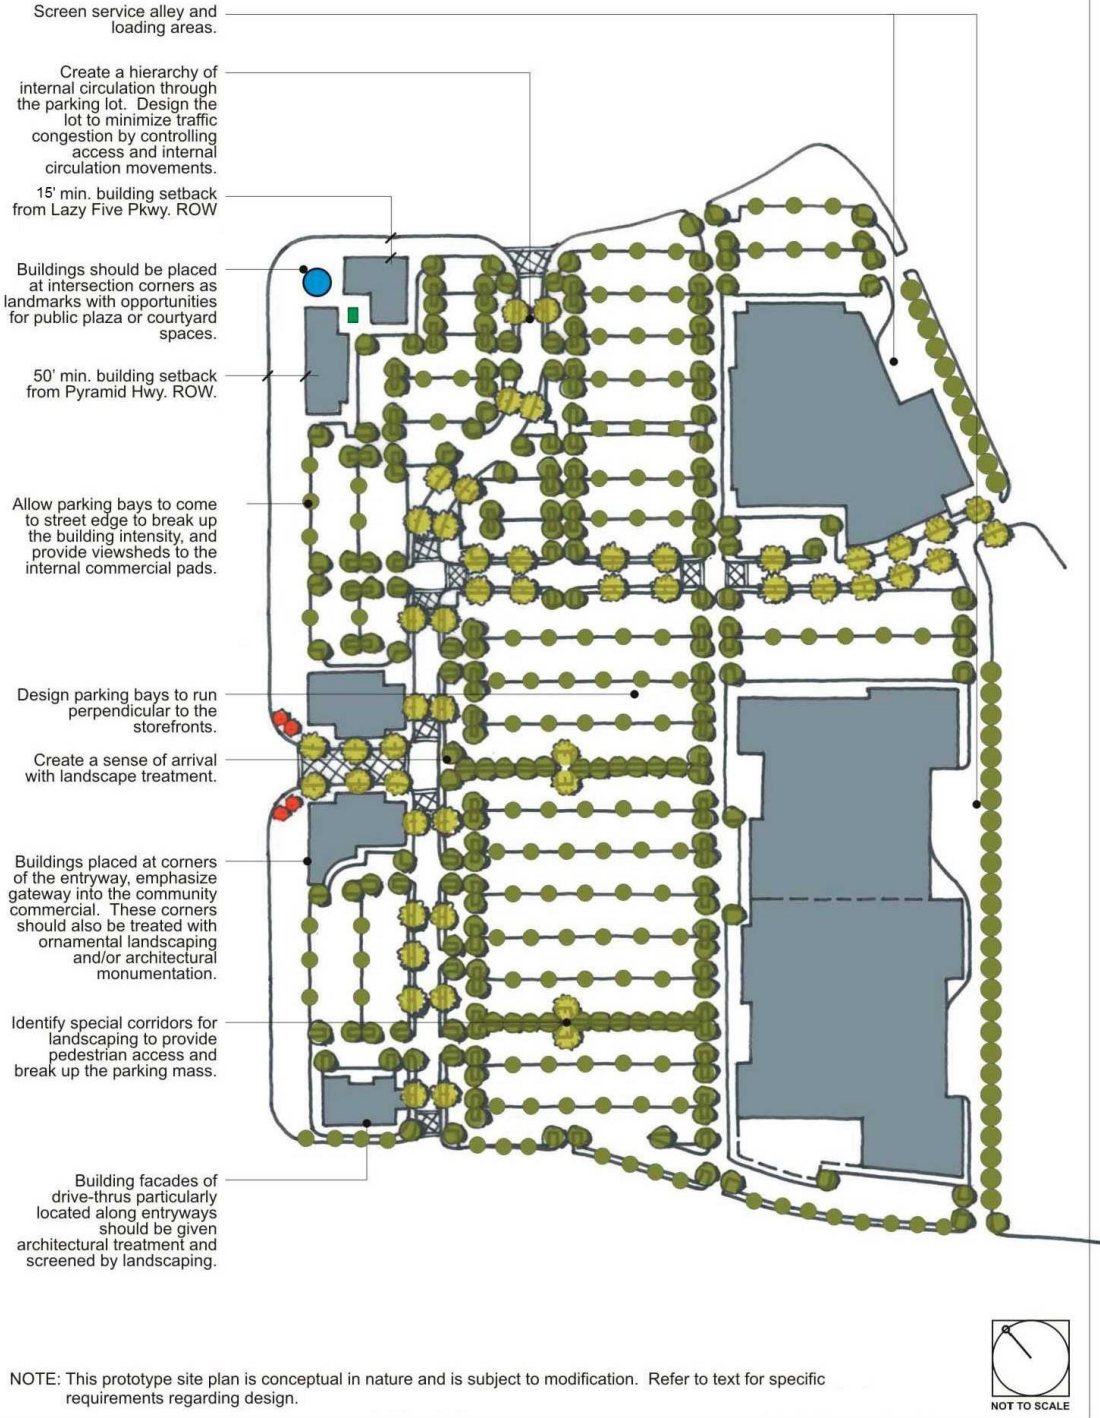 Screen service alley and
loading areas.
Create a hierarchy of
internal circulation through
the parking lot.  Design the
lot to minimize traffic
congestion by controlling
access and internal
circulation movements.
15' min. building setback
from Lazy Five Pkwy. ROW
Buildings should be placed
at intersection corners as
landmarks with opportunities
for public plaza or courtyard
spaces.
50' min. building setback
from Pyramid Hwy. ROW.
Allow parking bays to come
to street edge to break up
the building intensity, and
provide viewsheds to the
internal commercial pads.
Design parking bays to run
perpendicular to the
storefronts.
Create a sense of arrival
with landscape treatment.
Buildings placed at corners
of the entryway, emphasize
gateway into the community
commercial.  These corners
should also be treated with
ornamental landscaping
and/or architectural
monumentation.
Identify special corridors for
landscaping to provide
pedestrian access and
break up the parking mass.
Building facades of
drive-thrus particularly
located along entryways
should be given
architectural treatment and
screened by landscaping.
NOT TO SCALE
NOTE: This prototype site plan is conceptual in nature and is subject to modification.  Refer to text for specific
requirements regarding design.